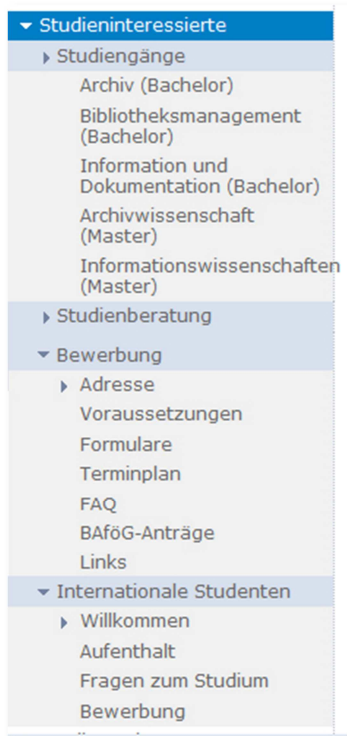 Studieninteressierte
Studiengänge
Archiv (Bachelor)
Bibliotheksmanagement
(Bachelor)
Information und
Dokumentation (Bachelor)
Archivwissenschaft
(Master)
Informationswissenschaften
(Master)
Studienberatung
Bewerbung
Adresse
Voraussetzungen
Formulare
Terminplan
FAQ
BAföG-Anträge
Links
Internationale Studenten
Willkommen
Aufenthalt
Fragen zum Studium
Bewerbung